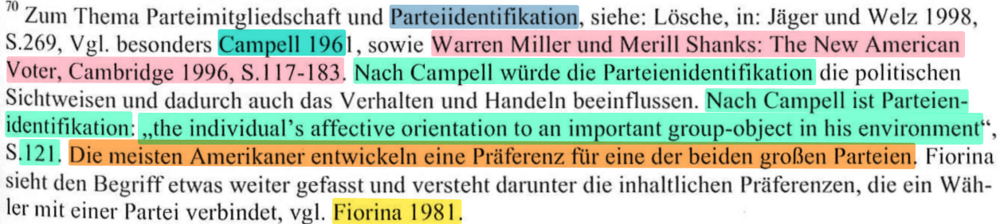 70 Zum Thema Parteimitgliedschaft und Parteiidentifikation, siehe: Lösche, in: Jäger und Welz 1998,
S.269, Vgl. besonders Campell 1961, sowie Warren Miller und Merill Shanks: The New American
Voter, Cambridge 1996, S.117-183. Nach Campell würde die Parteienidentifikation die politischen
Sichtweisen und dadurch auch das Verhalten und Handeln beeinflussen. Nach Campell ist Parteien-
identifikation: „the individual's affective orientation to an important group-object in his environment“,
S.121. Die meisten Amerikaner entwickeln eine Präferenz für eine der beiden großen Parteien. Fiorina
sieht den Begriff etwas weiter gefasst und versteht darunter die inhaltlichen Präferenzen, die ein Wäh-
ler mit einer Partei verbindet, vgl. Fiorina 1981.